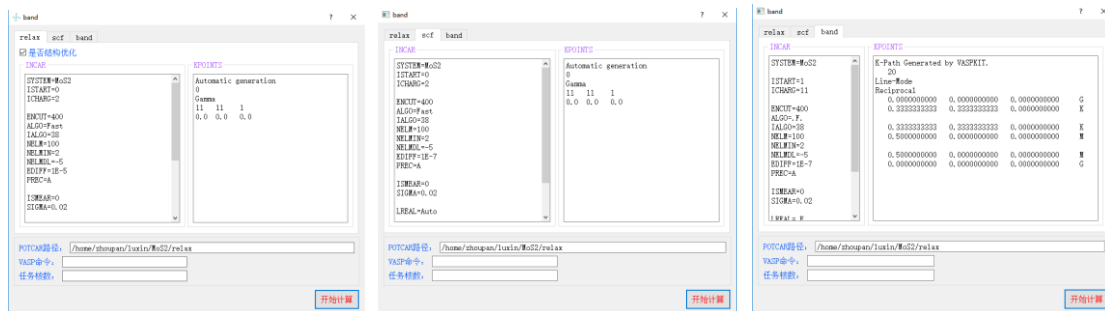 band ? ×
relax scf band
是否结构优化
INCAR
SYSTEM=MoS2
ISTART=0
ICHARG=2
ENCUT=400
ALGO=Fast
IALGO=38
NELM=100
NELMIN=2
NELMDL=-5
EDIFF=1E-5
PREC=A
ISMEAR=0
SIGMA=0.02
KPOINTS
Automatic generation
0
Gamma
11 11 1
0.0 0.0 0.0
POTCAR路径: /home/zhoupan/luxin/MoS2/relax
VASP命令:
任务核数:
开始计算
band ? ×
relax scf band
INCAR
SYSTEM=MoS2
ISTART=0
ICHARG=2
ENCUT=400
ALGO=Fast
IALGO=38
NELM=100
NELMIN=2
NELMDL=-5
EDIFF=1E-7
PREC=A
ISMEAR=0
SIGMA=0.02
LREAL=Auto
KPOINTS
Automatic generation
0
Gamma
11 11 1
0.0 0.0 0.0
POTCAR路径: /home/zhoupan/luxin/MoS2/relax
VASP命令:
任务核数:
开始计算
band ? ×
relax scf band
INCAR
SYSTEM=MoS2
ISTART=1
ICHARG=11
ENCUT=400
ALGO=.F.
IALGO=38
NELM=100
NELMIN=2
NELMDL=-5
EDIFF=1E-7
PREC=A
ISMEAR=0
SIGMA=0.02
KPOINTS
K-Path Generated by VASPKIT.
20
Line-Mode
Reciprocal
0.0000000000 0.0000000000 0.0000000000 G
0.3333333333 0.3333333333 0.0000000000 K
0.3333333333 0.3333333333 0.0000000000 K
0.5000000000 0.0000000000 0.0000000000 M
0.5000000000 0.0000000000 0.0000000000 M
0.0000000000 0.0000000000 0.0000000000 G
POTCAR路径: /home/zhoupan/luxin/MoS2/relax
VASP命令:
任务核数:
开始计算